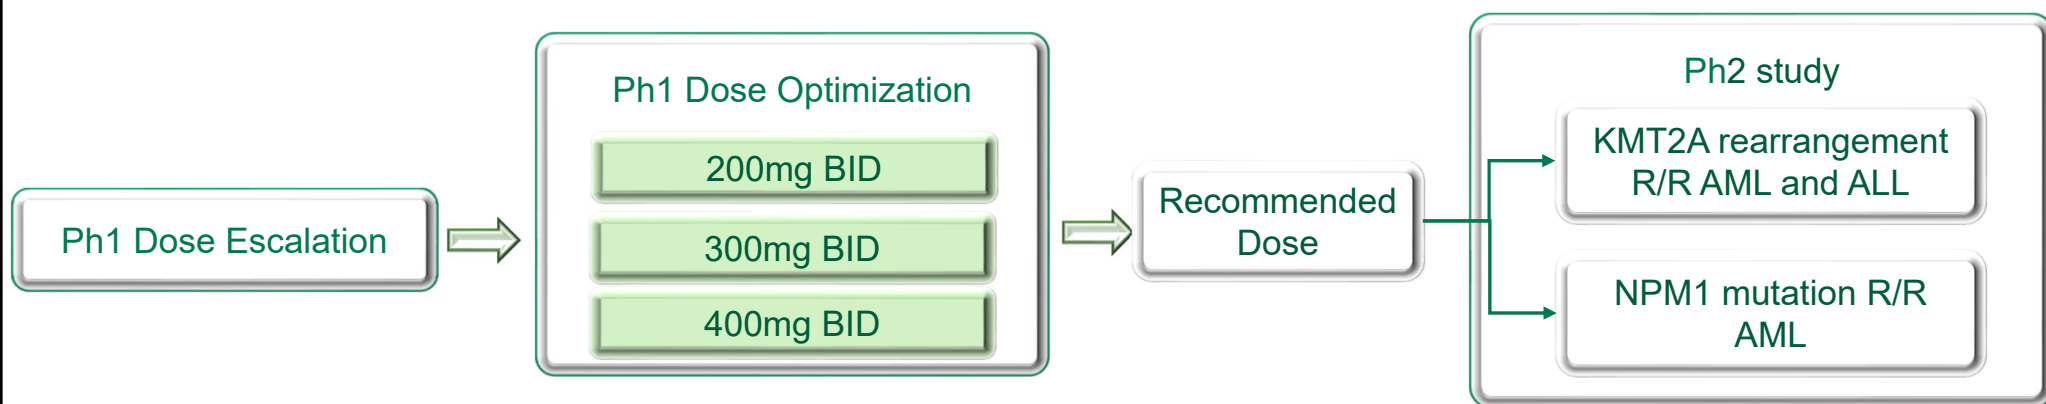 Ph1 Dose Escalation
Ph1 Dose Optimization
200mg BID
300mg BID
400mg BID
Recommended
Dose
Ph2 study
KMT2A rearrangement
R/R AML and ALL
NPM1 mutation R/R
AML